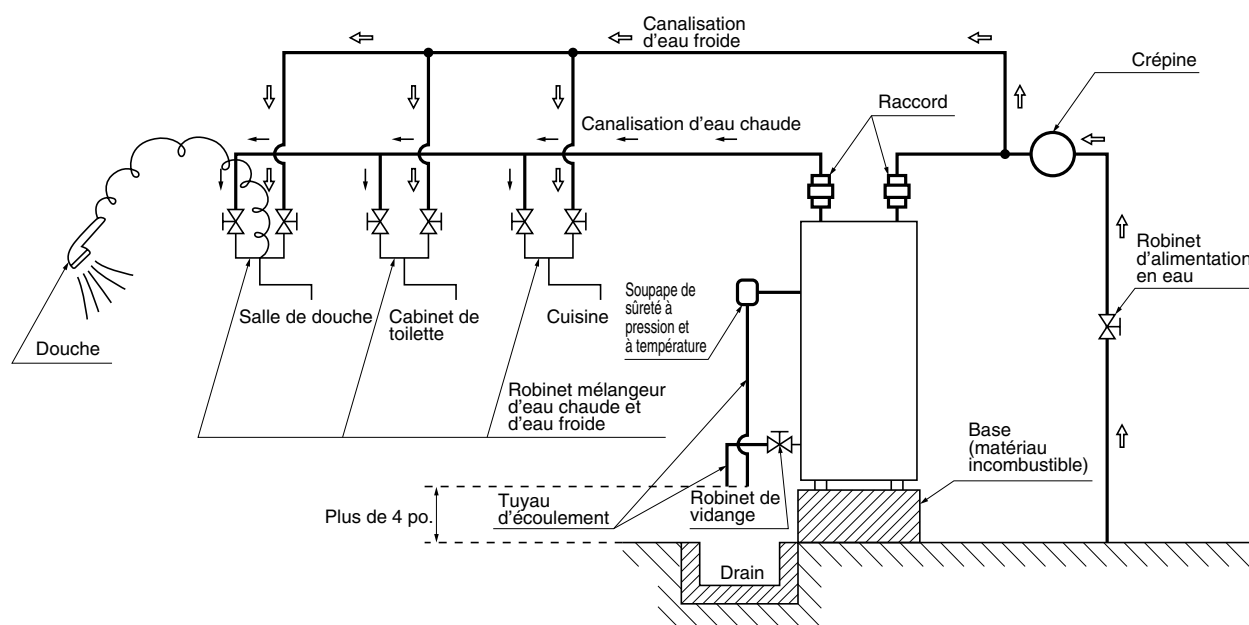 Canalisation
d'eau froide
Crépine
Raccord
Canalisation d'eau chaude
Robinet
d'alimentation
en eau
Soupape de
sûreté à
pression et
à température
Salle de douche
Cabinet de
toilette
Cuisine
Douche
Robinet mélangeur
d'eau chaude et
d'eau froide
Base
(matériau
incombustible)
Plus de 4 po.
Tuyau
d'écoulement
Robinet de
vidange
Drain